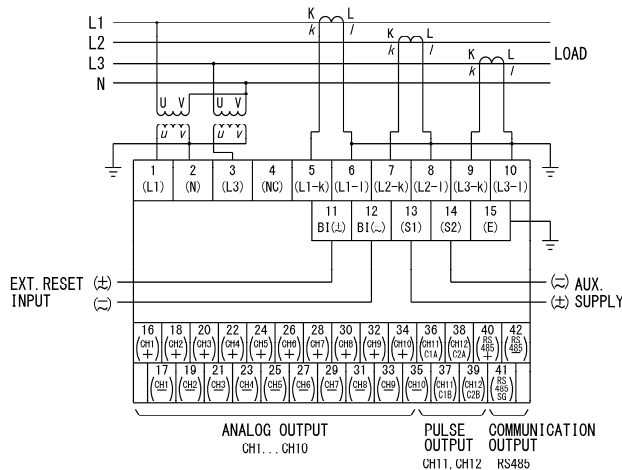 K L
L1
k l
K L
L2
k l
LOAD
K L
L3
k l
N
U V U V
u v u v
1 2 3 4 5 6 7 8 9 10
(L1) (N) (L3) (NC) (L1-k) (L1-l) (L2-k) (L2-l) (L3-k) (L3-l)
11 12 13 14 15
BI(±) BI(~) (S1) (S2) (E)
EXT. RESET (±)
INPUT (=)
(=) AUX.
(±) SUPPLY
16 18 20 22 24 26 28 30 32 34 36 38 40 42
(CH1 +) (CH2 +) (CH3 +) (CH4 +) (CH5 +) (CH6 +) (CH7 +) (CH8 +) (CH9 +) (CH10 +) (CH11 C1A) (CH12 C2A) (RS 485 +) (RS 485 -)
17 19 21 23 25 27 29 31 33 35 37 39 41
(CH1 -) (CH2 -) (CH3 -) (CH4 -) (CH5 -) (CH6 -) (CH7 -) (CH8 -) (CH9 -) (CH10 -) (CH11 C1B) (CH12 C2B) (RS 485 SG)
ANALOG OUTPUT
CH1...CH10
PULSE
OUTPUT
CH11, CH12
COMMUNICATION
OUTPUT
RS485